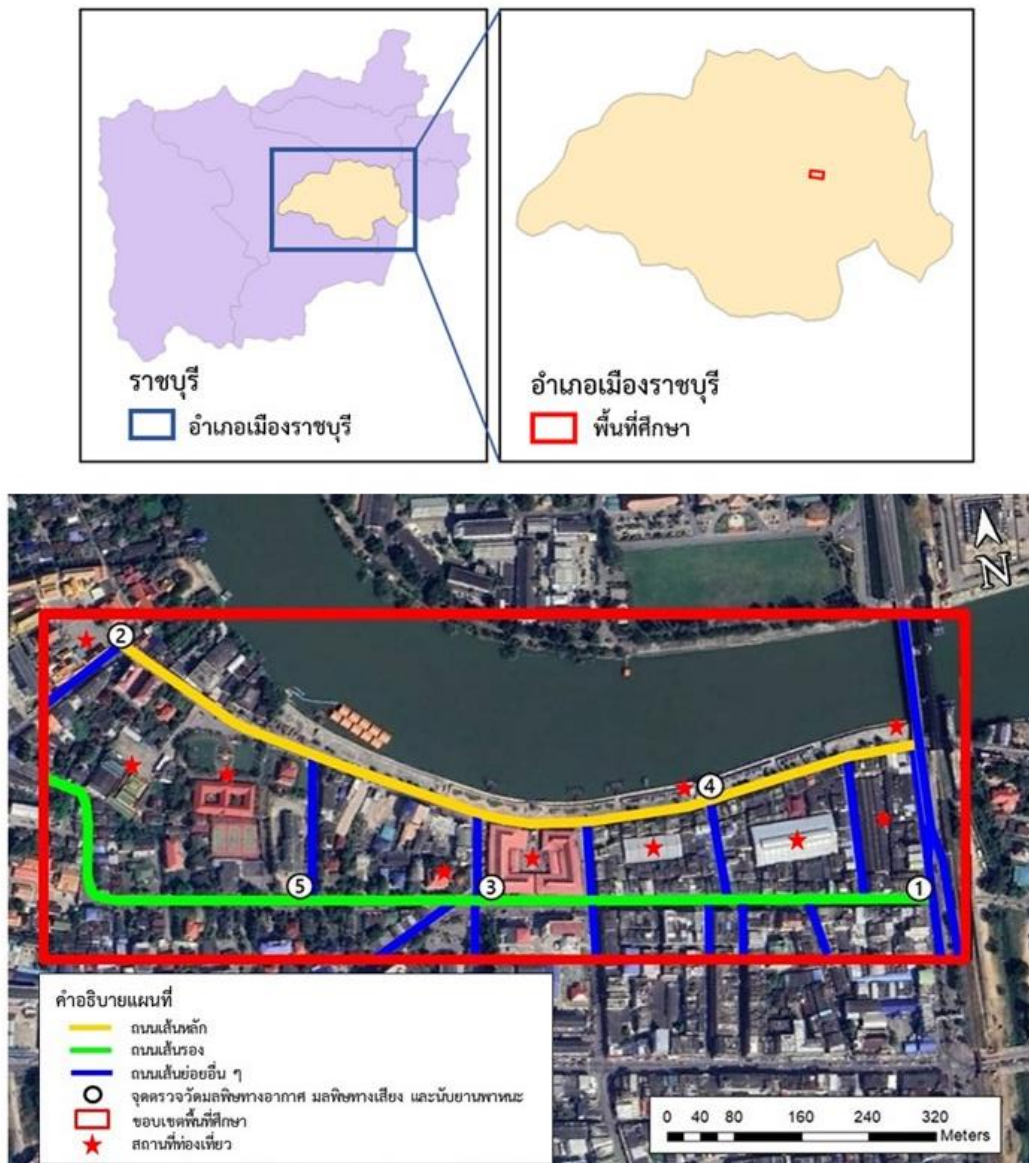 ราชบุรี
อำเภอเมืองราชบุรี
อำเภอเมืองราชบุรี
พื้นที่ศึกษา
N
2
4
5
3
1
คำอธิบายแผนที่
ถนนเส้นหลัก
ถนนเส้นรอง
ถนนเส้นย่อยอื่น ๆ
จุดตรวจวัดมลพิษทางอากาศ มลพิษทางเสียง และนับยานพาหนะ
ขอบเขตพื้นที่ศึกษา
สถานที่ท่องเที่ยว
0 40 80 160 240 320
Meters